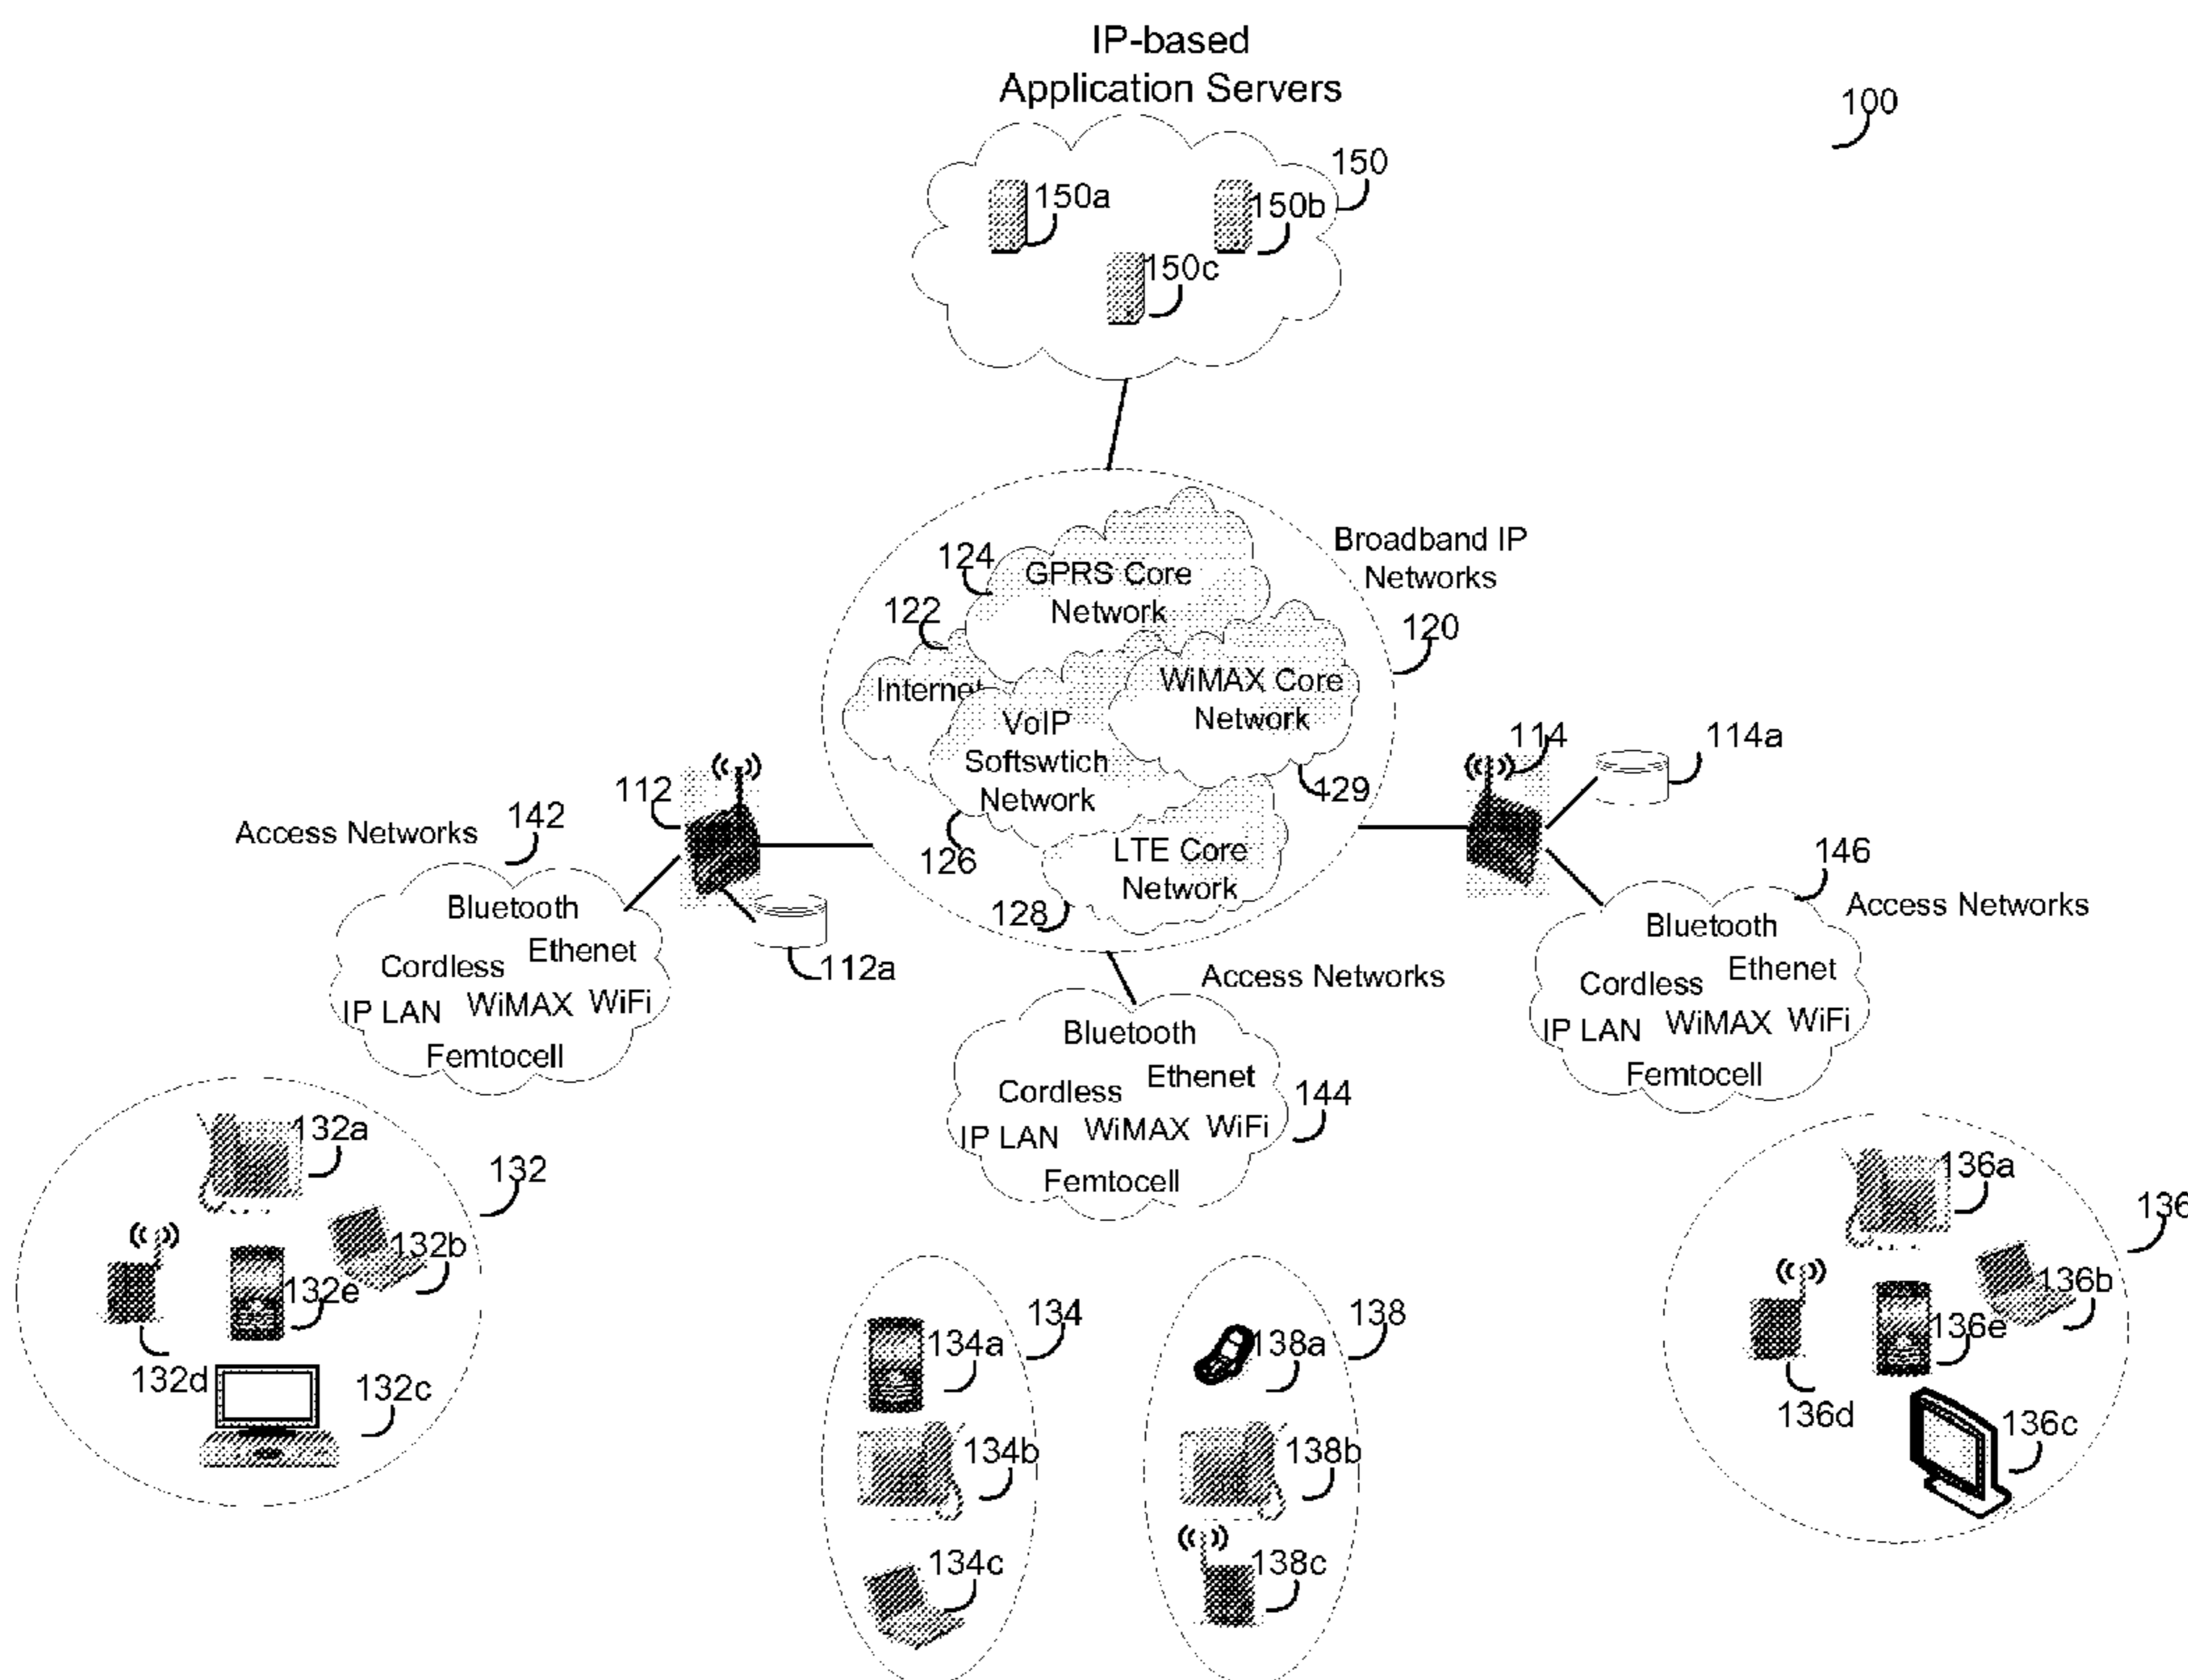 IP-based
Application Servers
100
150
150a
150b
150c
Broadband IP
Networks
120
124
GPRS Core
Network
122
Internet
WiMAX Core
Network
129
VoIP
Softswtich
Network
126
LTE Core
Network
128
112
112a
114
114a
Access Networks
142
Bluetooth
Ethenet
Cordless
IP LAN
WiMAX
WiFi
Femtocell
Access Networks
144
Bluetooth
Ethenet
Cordless
IP LAN
WiMAX
WiFi
Femtocell
146
Access Networks
Bluetooth
Ethenet
Cordless
IP LAN
WiMAX
WiFi
Femtocell
132a
132
132b
132e
132d
132c
134a
134
134b
134c
138a
138
138b
138c
136a
136
136b
136e
136d
136c